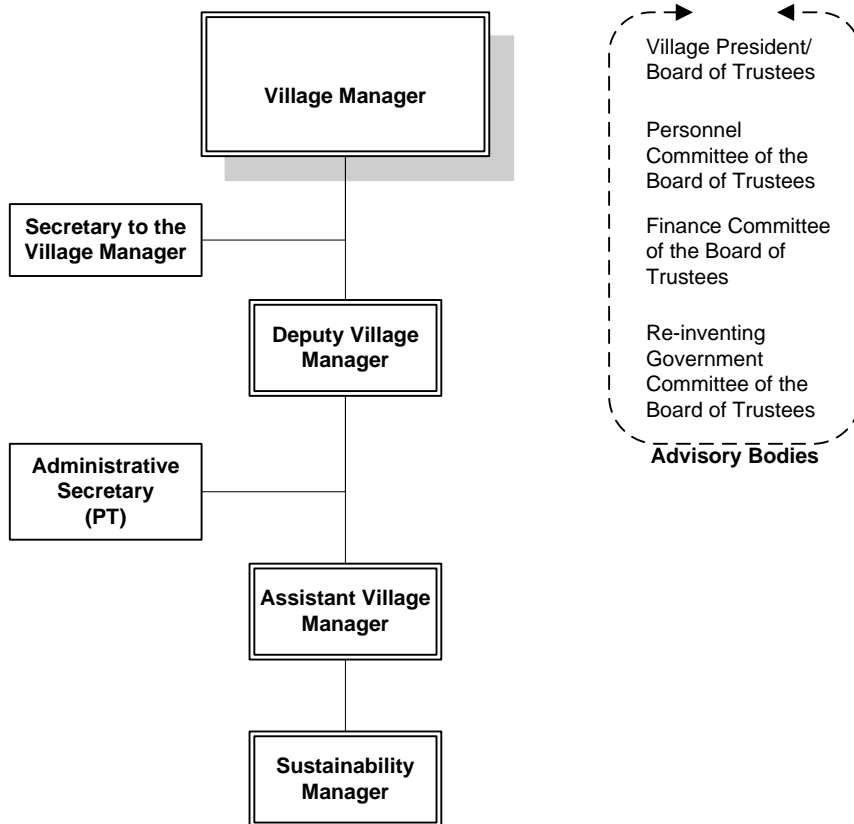 Village Manager
Secretary to the
Village Manager
Deputy Village
Manager
Administrative
Secretary
(PT)
Assistant Village
Manager
Sustainability
Manager
Village President/
Board of Trustees
Personnel
Committee of the
Board of Trustees
Finance Committee
of the Board of
Trustees
Re-inventing
Government
Committee of the
Board of Trustees
Advisory Bodies